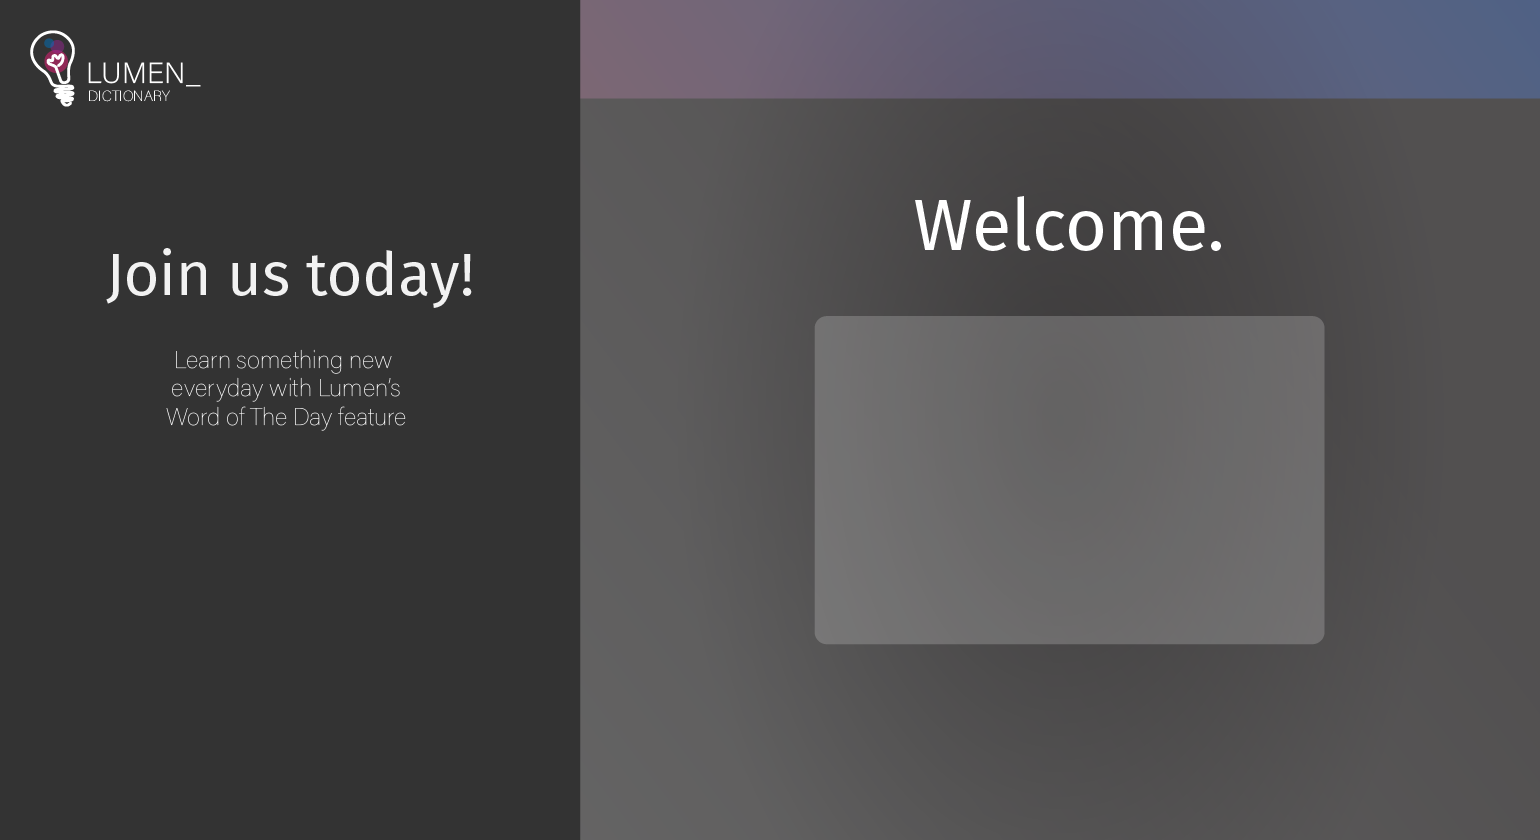 LUMEN_
DICTIONARY
Join us today!
Learn something new
everyday with Lumen's
Word of The Day feature
Welcome.